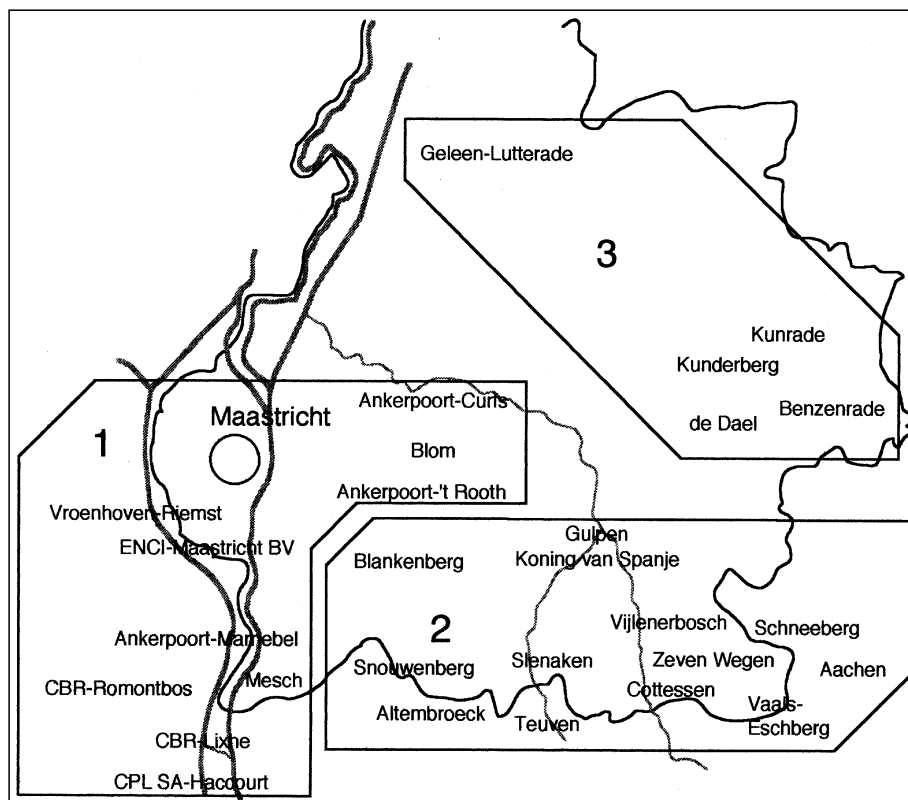 Geleen-Lutterade
3
Kunrade
Kunderberg
Benzenrade
de Dael
1
Maastricht
Ankerpoort-Curfs
Blom
Ankerpoort-'t Rooth
Vroenhoven-Riemst
ENCI-Maastricht BV
Ankerpoort-Marnebel
Mesch
CBR-Romontbos
CBR-Lixhe
CPL SA-Haccourt
Gulpen
Blankenberg
Koning van Spanje
2
Vijlenerbosch
Schneeberg
Snouwenberg
Slenaken
Zeven Wegen
Aachen
Cottessen
Altembroeck
Teuven
Vaals-
Eschberg